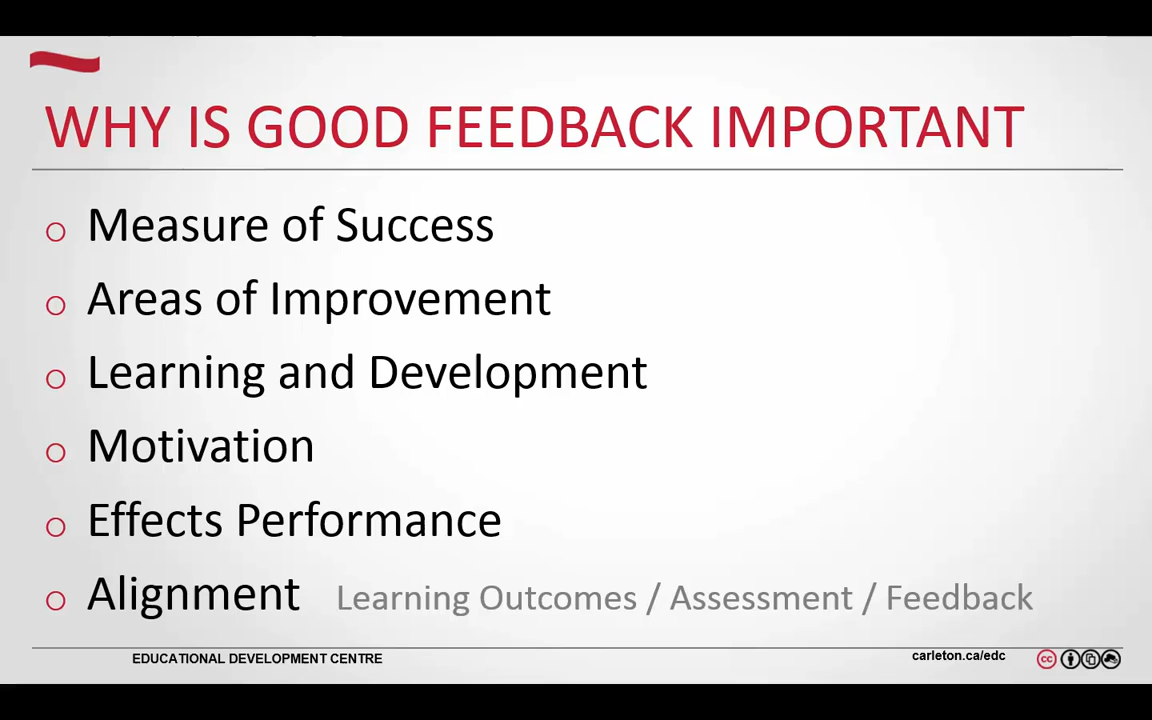 WHY IS GOOD FEEDBACK IMPORTANT
Measure of Success
Areas of Improvement
Learning and Development
Motivation
Effects Performance
Alignment Learning Outcomes / Assessment / Feedback
EDUCATIONAL DEVELOPMENT CENTRE
carleton.ca/edc
cc